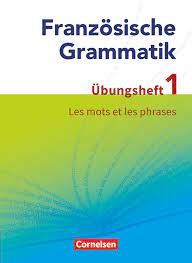 Französische
Grammatik
Übungsheft 1
Les mots et les phrases
Cornelsen